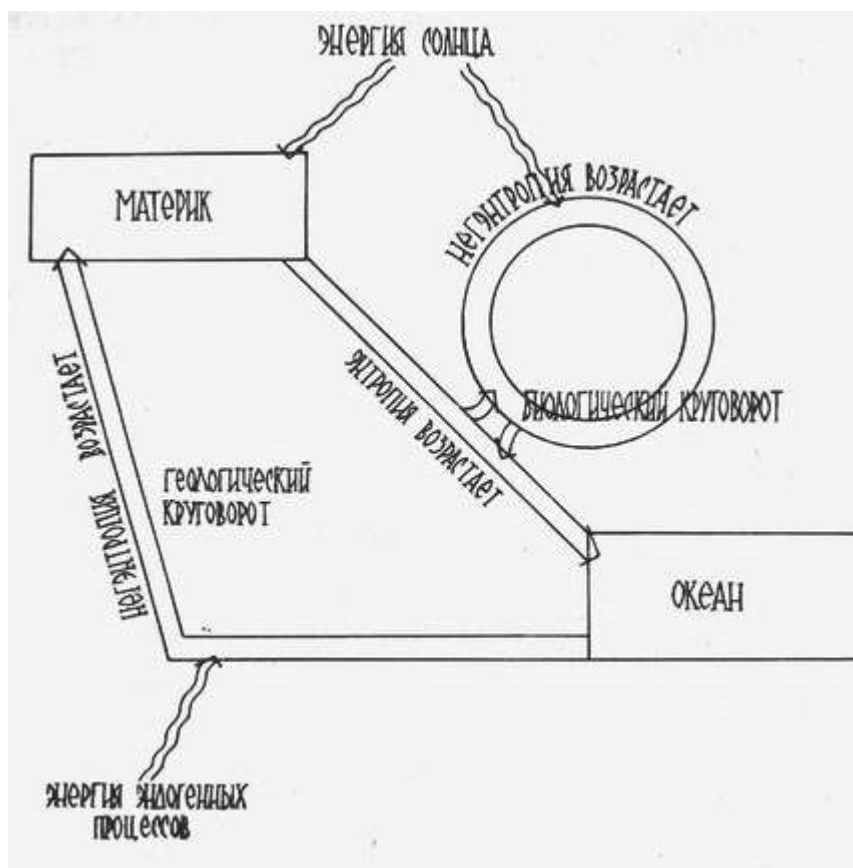 ЭНЕРГИЯ СОЛНЦА
МАТЕРИК
НЕГЭНТРОПИЯ ВОЗРАСТАЕТ
ЭНТРОПИЯ ВОЗРАСТАЕТ
БИОЛОГИЧЕСКИЙ КРУГОВОРОТ
НЕГЭНТРОПИЯ ВОЗРАСТАЕТ
ГЕОЛОГИЧЕСКИЙ
КРУГОВОРОТ
ОКЕАН
ЭНЕРГИЯ ЭНДОГЕННЫХ
ПРОЦЕССОВ